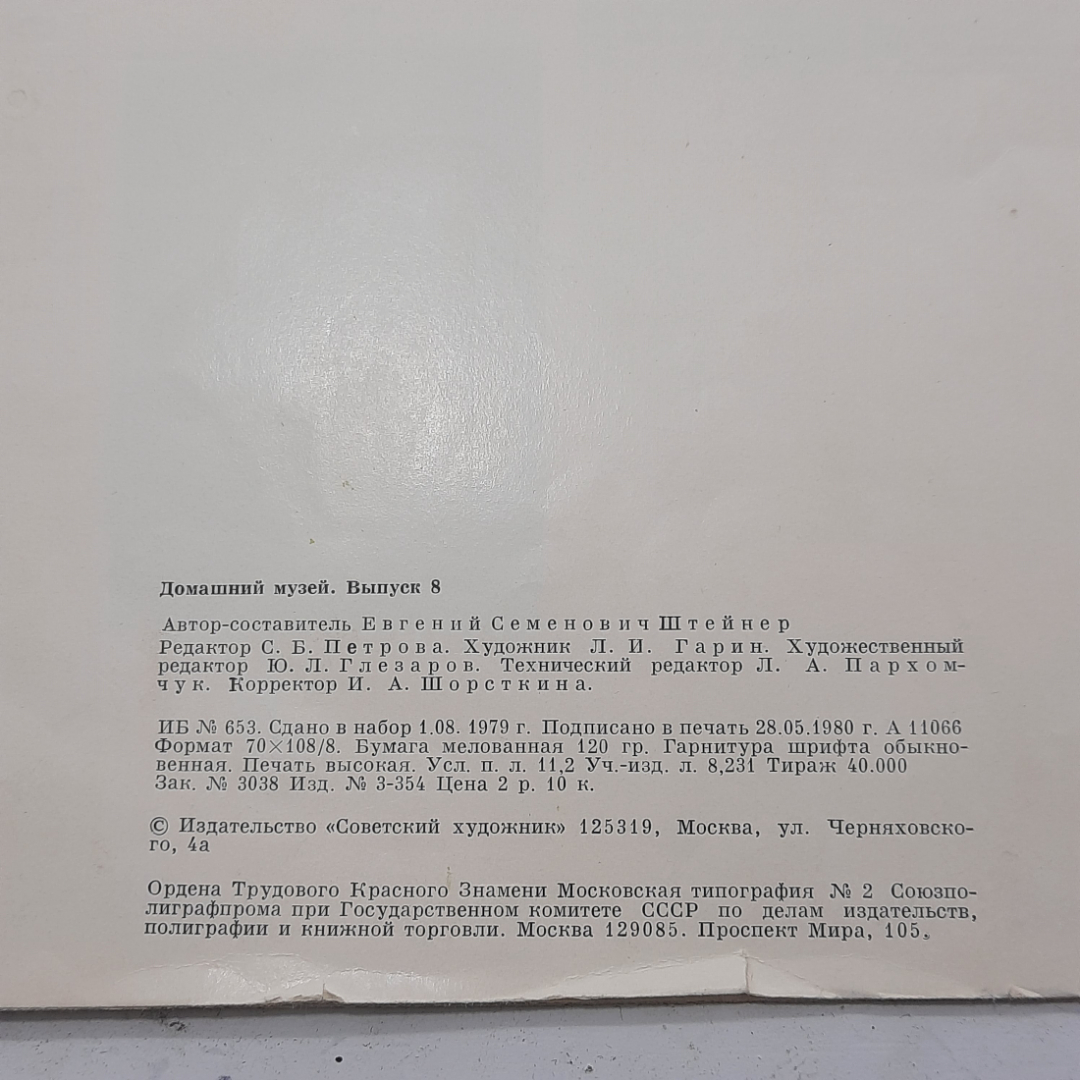 Домашний музей. Выпуск 8
Автор-составитель Евгений Семенович Штейнер
Редактор С. Б. Петрова. Художник Л. И. Гарин. Художественный
редактор Ю. Л. Глезаров. Технический редактор Л. А. Пархом-
чук. Корректор И. А. Шорсткина.
ИБ № 653. Сдано в набор 1.08. 1979 г. Подписано в печать 28.05.1980 г. А 11066
Формат 70×108/8. Бумага мелованная 120 гр. Гарнитура шрифта обыкно-
венная. Печать высокая. Усл. п. л. 11,2 Уч.-изд. л. 8,231 Тираж 40.000
Зак. № 3038 Изд. № 3-354 Цена 2 р. 10 к.
© Издательство «Советский художник» 125319, Москва, ул. Черняховско-
го, 4а
Ордена Трудового Красного Знамени Московская типография № 2 Союзпо-
лиграфпрома при Государственном комитете СССР по делам издательств,
полиграфии и книжной торговли. Москва 129085. Проспект Мира, 105.